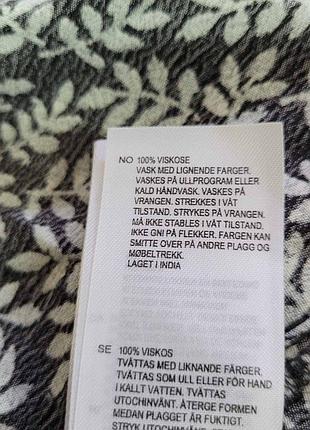 NO 100% VISKOSE
VASK MED LIGNENDE FARGER.
VASKES PÅ ULLPROGRAM ELLER
KALD HÅNDVASK. VASKES PÅ
VRANGEN. STREKKES I VÅT
TILSTAND. STRYKES PÅ VRANGEN.
MÅ IKKE STABLES I VÅT TILSTAND.
IKKE GNI PÅ FLEKKER. FARGEN KAN
SMITTE OVER PÅ ANDRE PLAGG OG
MØBELTREKK.
LAGET I INDIA
SE 100% VISKOS
TVÄTTAS MED LIKNANDE FÄRGER.
TVÄTTAS SOM ULL ELLER FÖR HAND
I KALLT VATTEN. TVÄTTAS
UTOCHINVÄNT. ÅTERGE FORMEN
MEDAN PLAGGET ÄR FUKTIGT.
STRYK UTOCHINVÄNT.